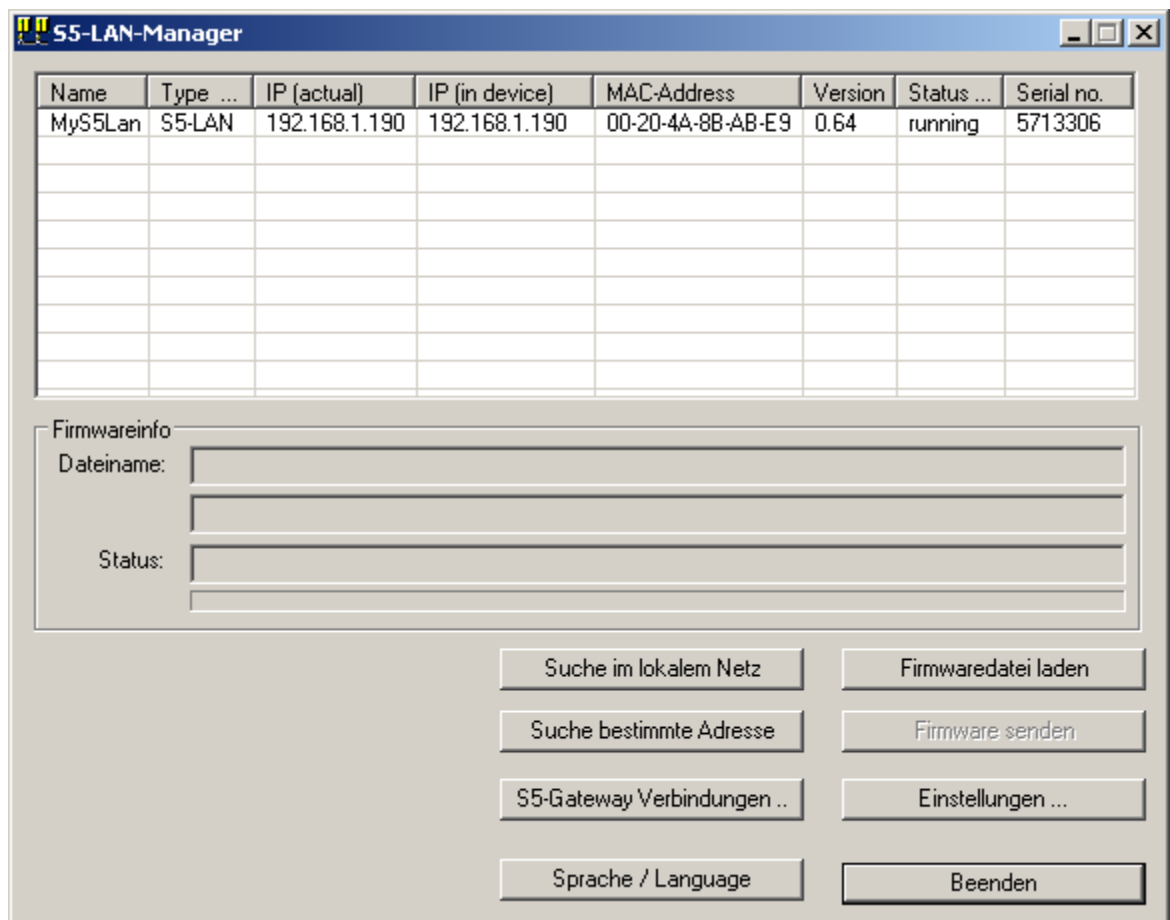 S5-LAN-Manager
Name Type ... IP (actual) IP (in device) MAC-Address Version Status ... Serial no.
MyS5Lan S5-LAN 192.168.1.190 192.168.1.190 00-20-4A-8B-AB-E9 0.64 running 5713306
Firmwareinfo
Dateiname:
Status:
Suche im lokalem Netz Firmwaredatei laden
Suche bestimmte Adresse Firmware senden
S5-Gateway Verbindungen .. Einstellungen ...
Sprache / Language Beenden